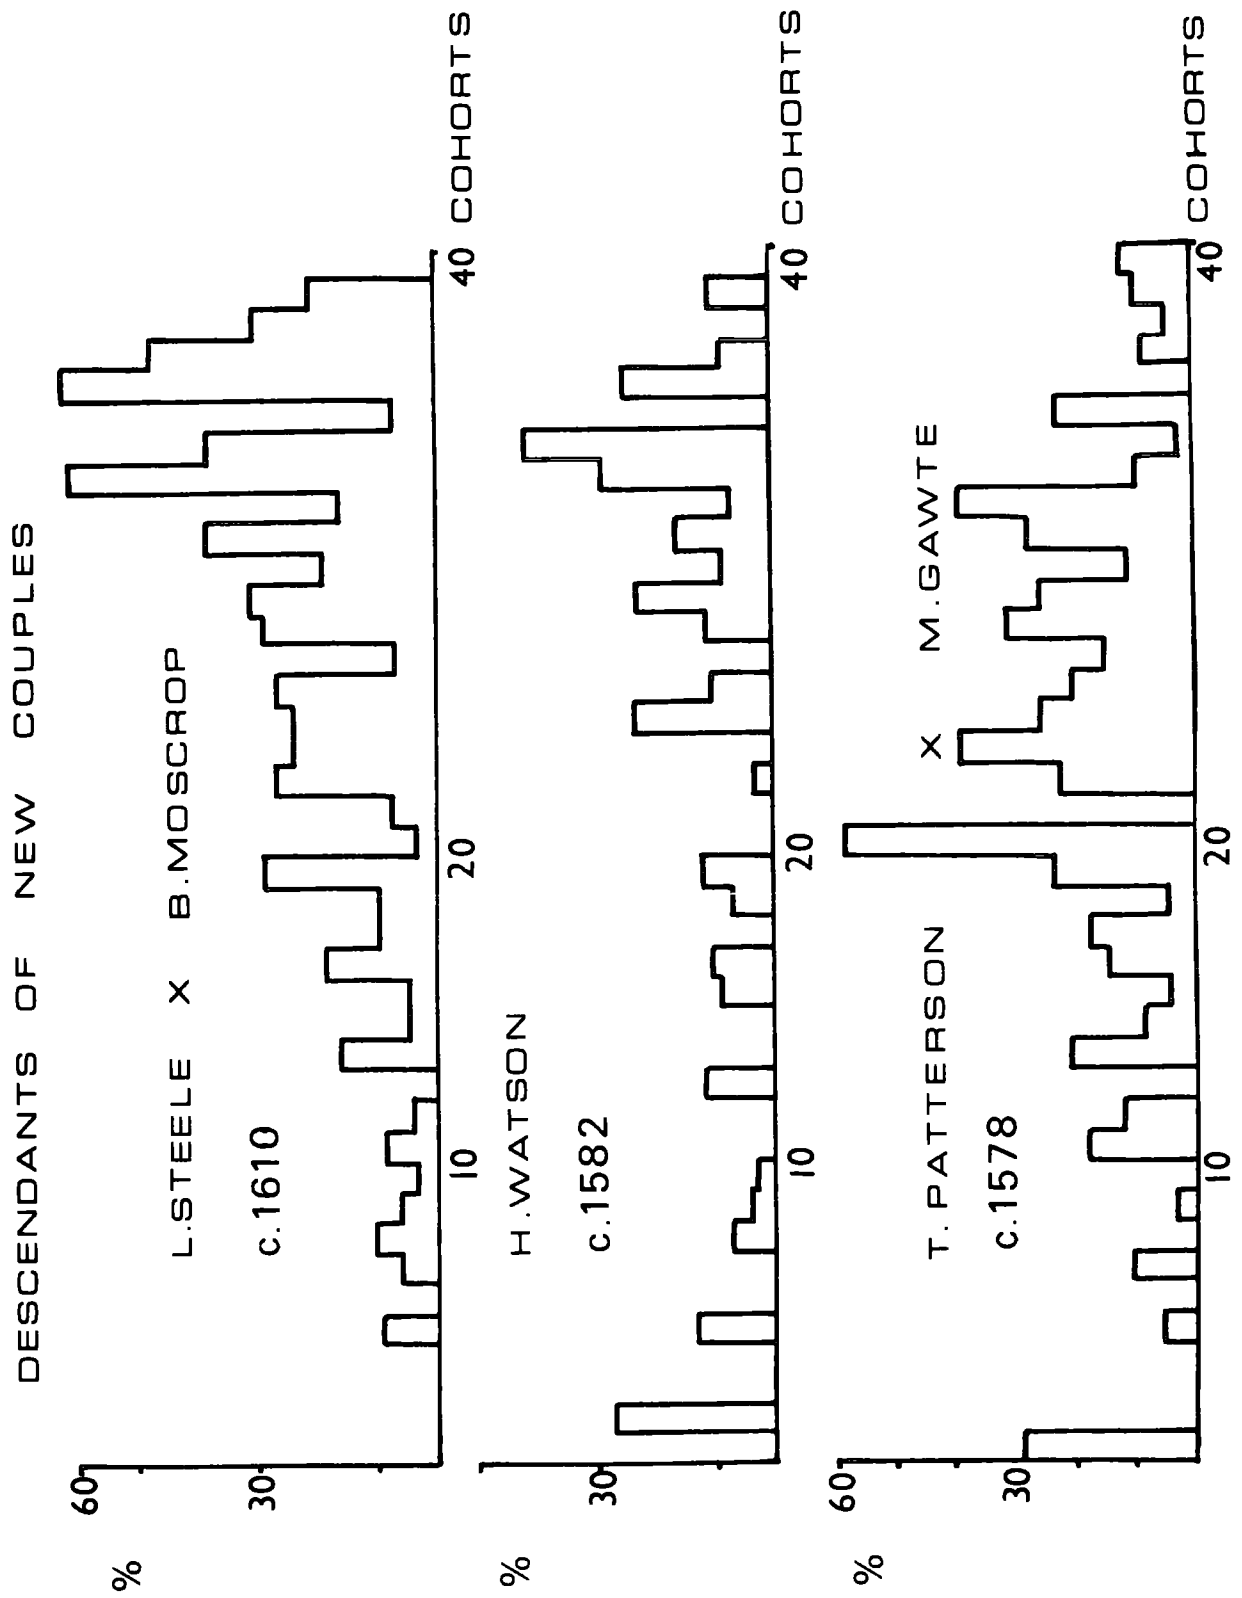 DESCENDANTS OF NEW COUPLES
60
30
%
L.STEELE X B.MOSCROP
c.1610
10
20
40 COHORTS
30
%
H.WATSON
c.1582
10
20
40 COHORTS
60
30
%
T. PATTERSON X M.GAWTE
c.1578
10
20
40 COHORTS